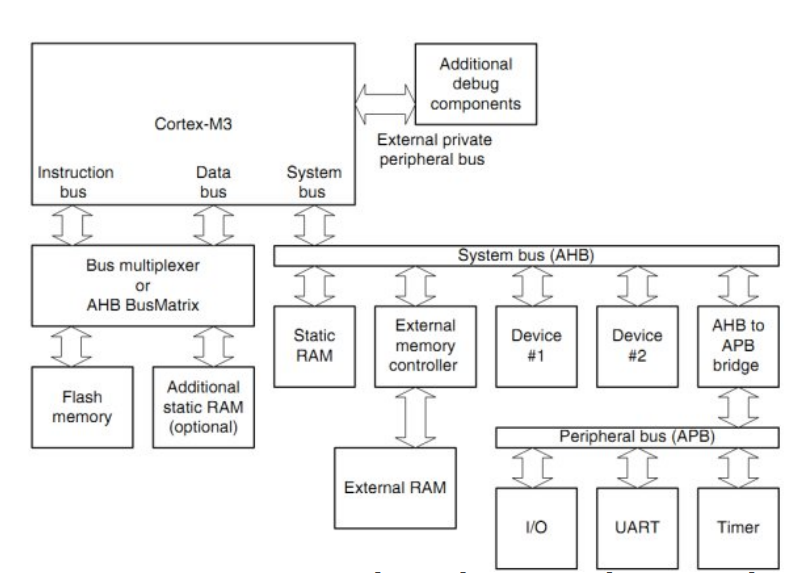 Additional
debug
components
Cortex-M3
External private
peripheral bus
Instruction
bus
Data
bus
System
bus
System bus (AHB)
Bus multiplexer
or
AHB BusMatrix
Static
RAM
External
memory
controller
Device
#1
Device
#2
AHB to
APB
bridge
Flash
memory
Additional
static RAM
(optional)
Peripheral bus (APB)
External RAM
I/O
UART
Timer